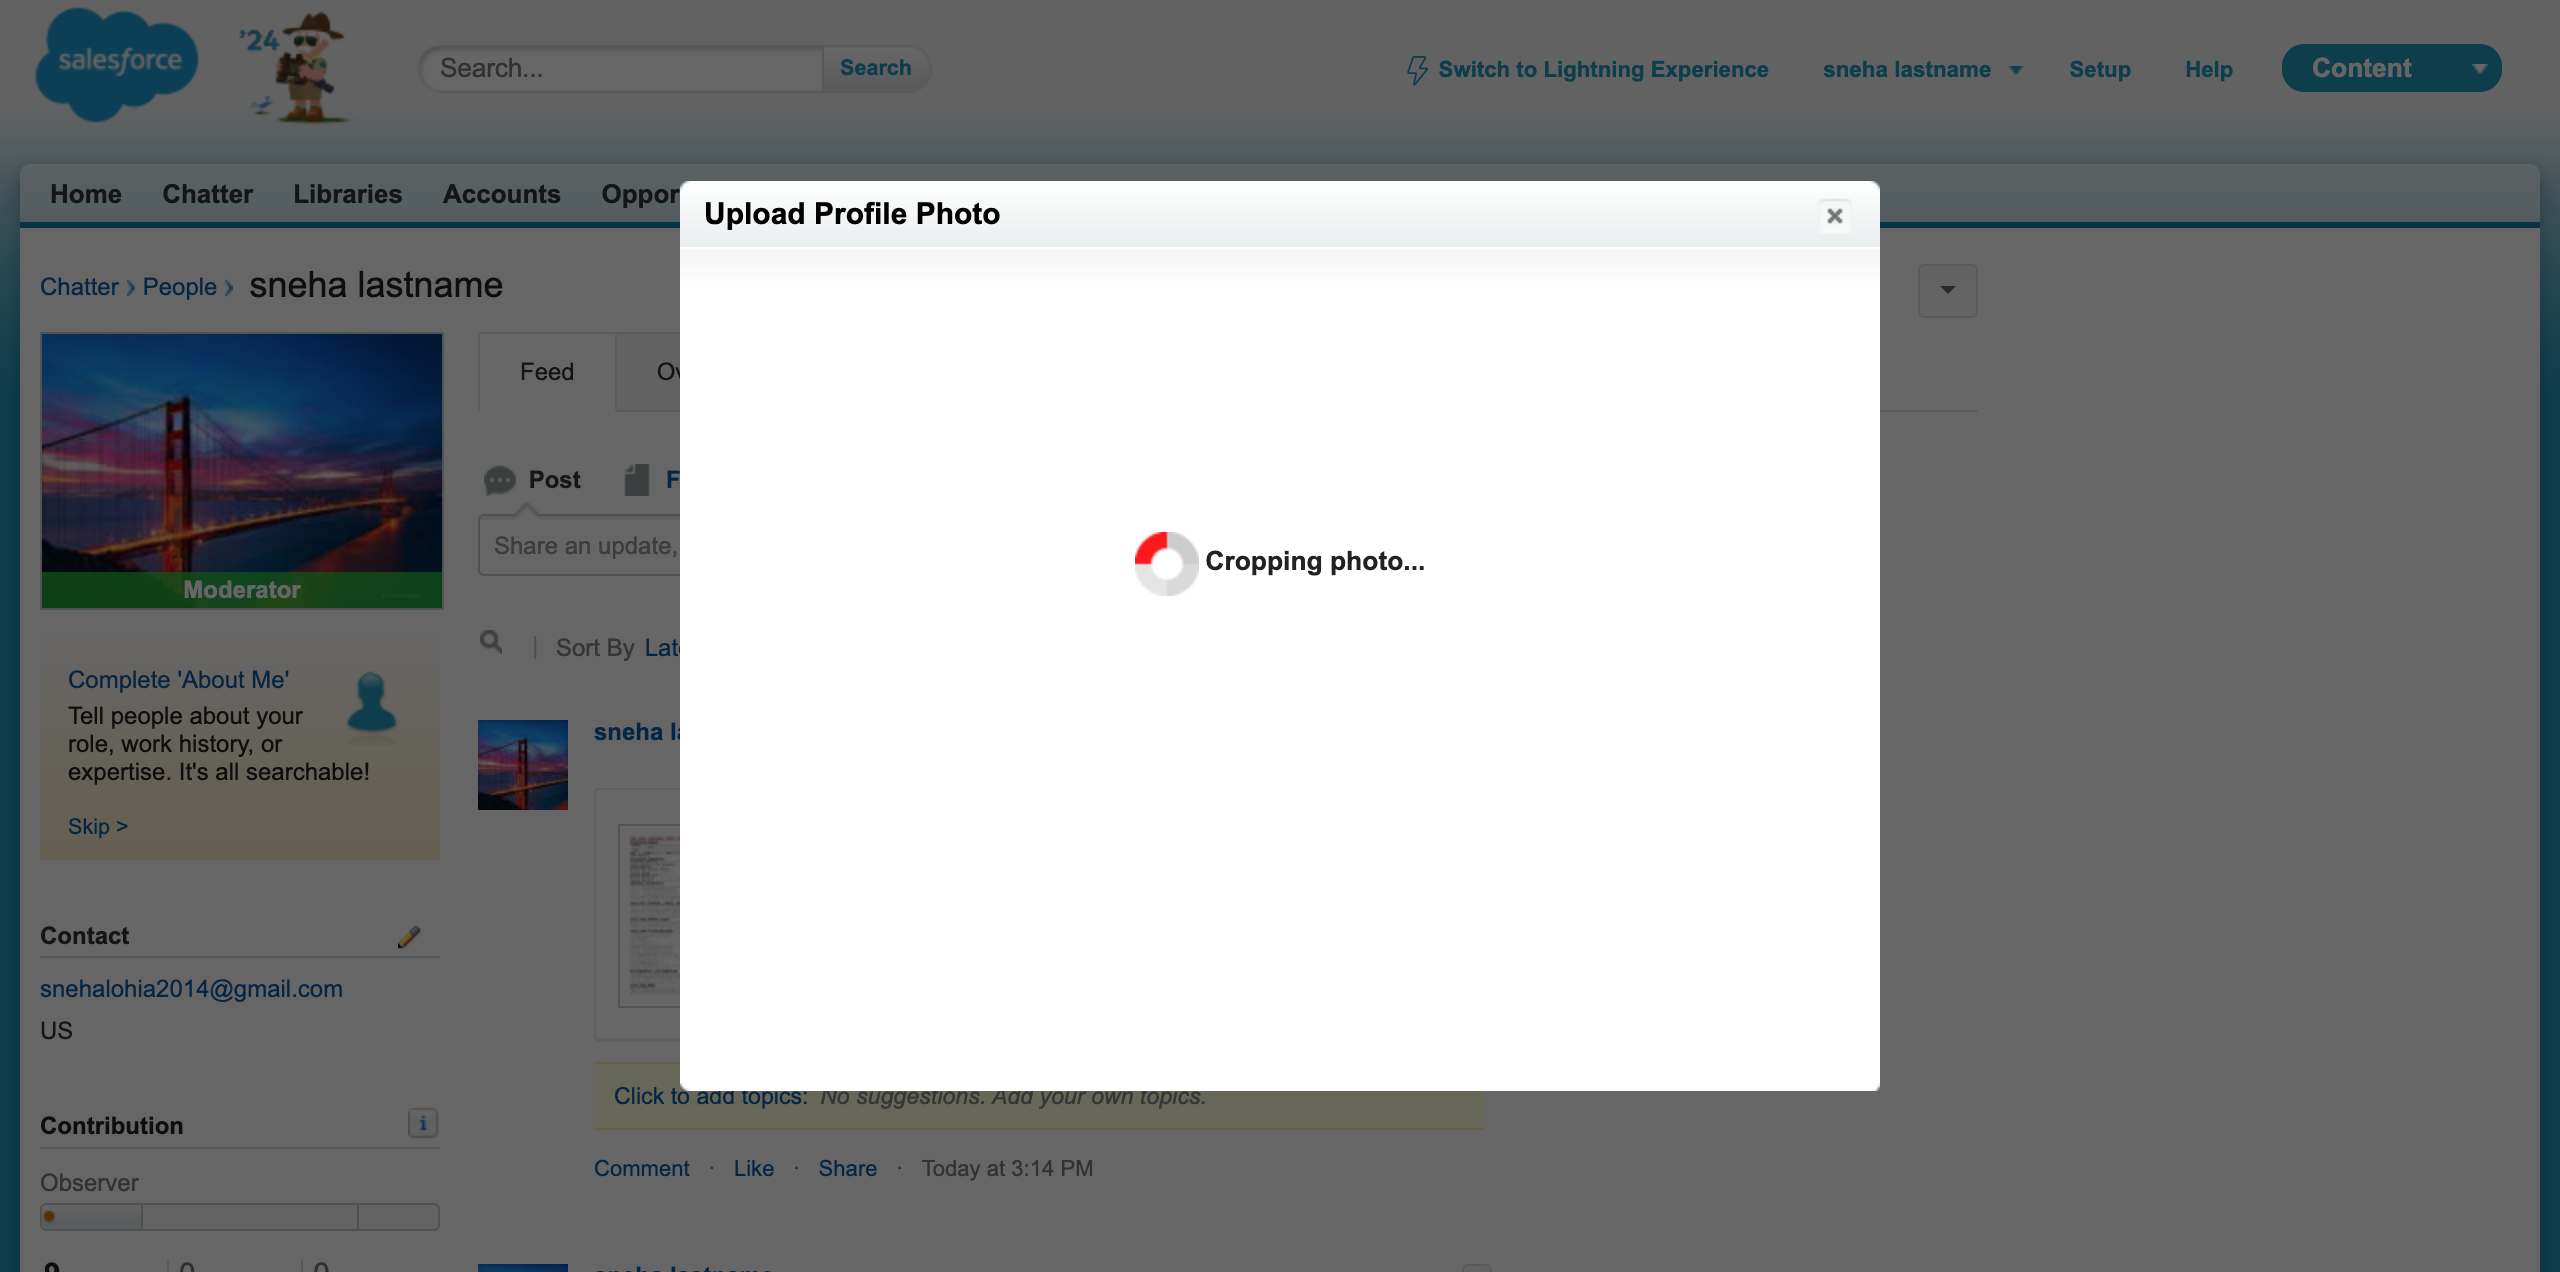 salesforce
'24
Search...
Search
Switch to Lightning Experience
sneha lastname
Setup
Help
Content
Home
Chatter
Libraries
Accounts
Oppor
Upload Profile Photo
Chatter › People › sneha lastname
Feed
Ov
Post
F
Share an update,
Cropping photo...
Moderator
Sort By Late
Complete 'About Me'
Tell people about your
role, work history, or
expertise. It's all searchable!
Skip >
sneha la
Contact
snehalohia2014@gmail.com
US
Click to add topics: No suggestions. Add your own topics.
Contribution
Comment · Like · Share · Today at 3:14 PM
Observer
sneha lastname